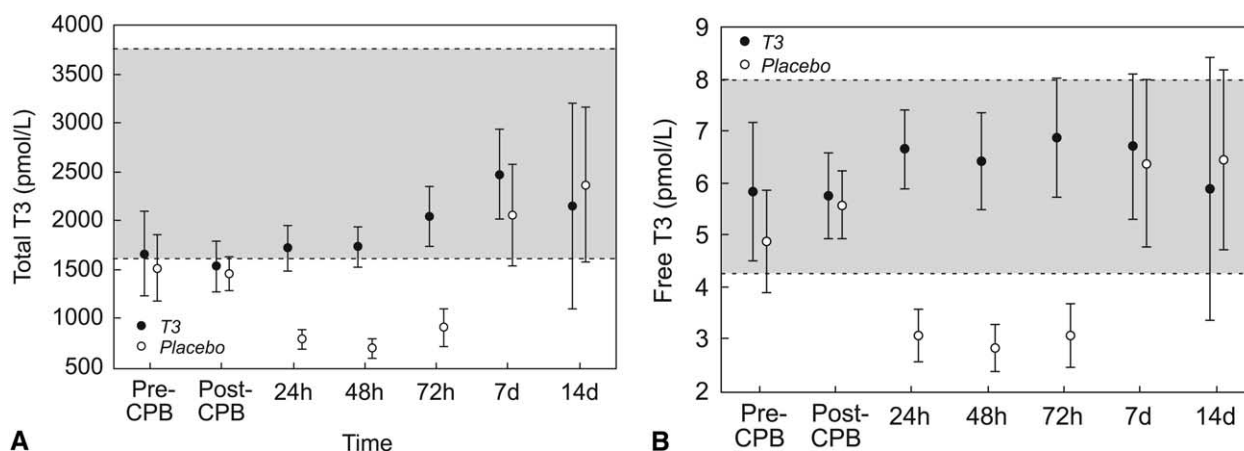 4000
3500
3000
2500
2000
1500
1000
500
Total T3 (pmol/L)
T3
Placebo
Pre-CPB
Post-CPB
24h
48h
72h
7d
14d
Time
A
9
8
7
6
5
4
3
2
Free T3 (pmol/L)
T3
Placebo
Pre-CPB
Post-CPB
24h
48h
72h
7d
14d
B